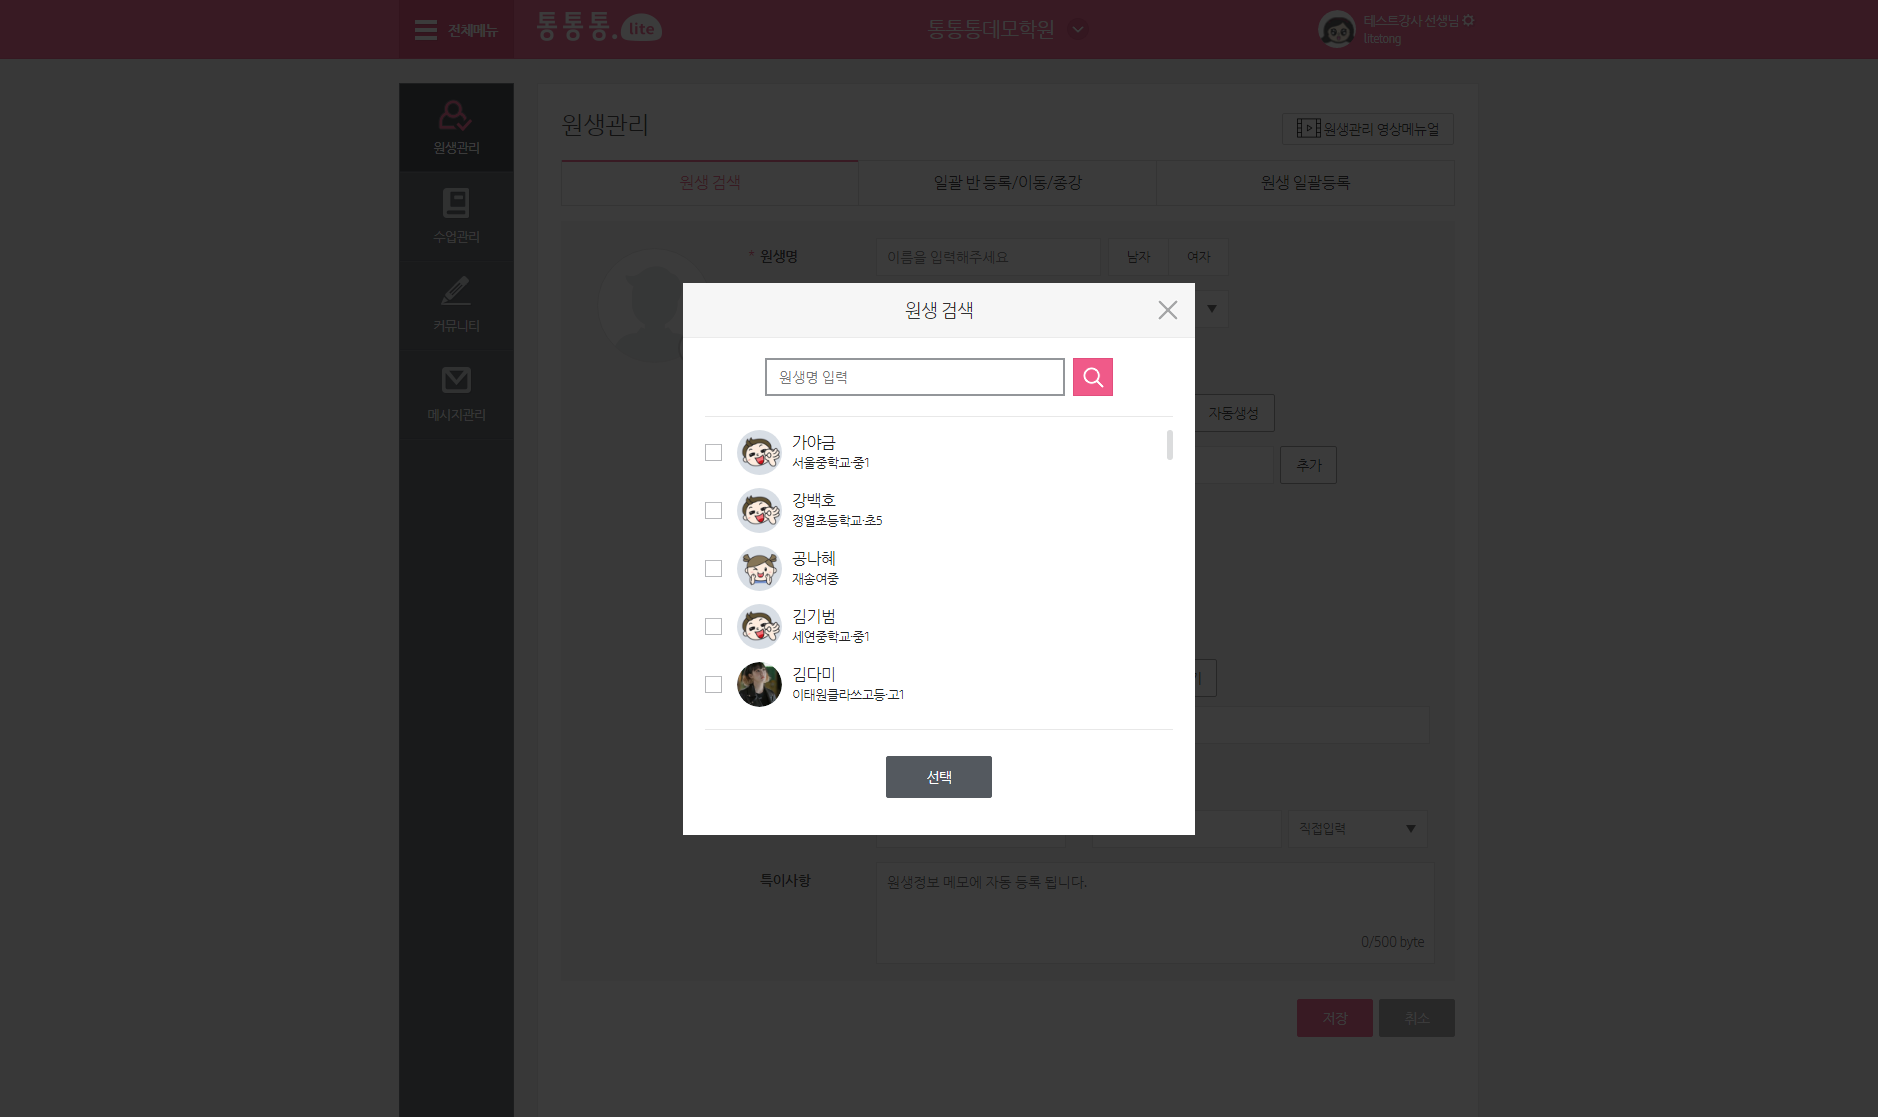 전체메뉴
통통통.lite
통통통데모학원
테스트강사 선생님
litetong
원생관리
수업관리
커뮤니티
메시지관리
원생관리
원생관리 영상메뉴얼
원생 검색
일괄 반 등록/이동/종강
원생 일괄등록
* 원생명
이름을 입력해주세요
남자
여자
자동생성
추가
원생 검색
원생명 입력
가야금
서울중학교·중1
강백호
정열초등학교·초5
공나혜
재송여중
김기범
세연중학교·중1
김다미
이태원클라쓰고등·고1
선택
직접입력
특이사항
원생정보 메모에 자동 등록 됩니다.
0/500 byte
저장
취소